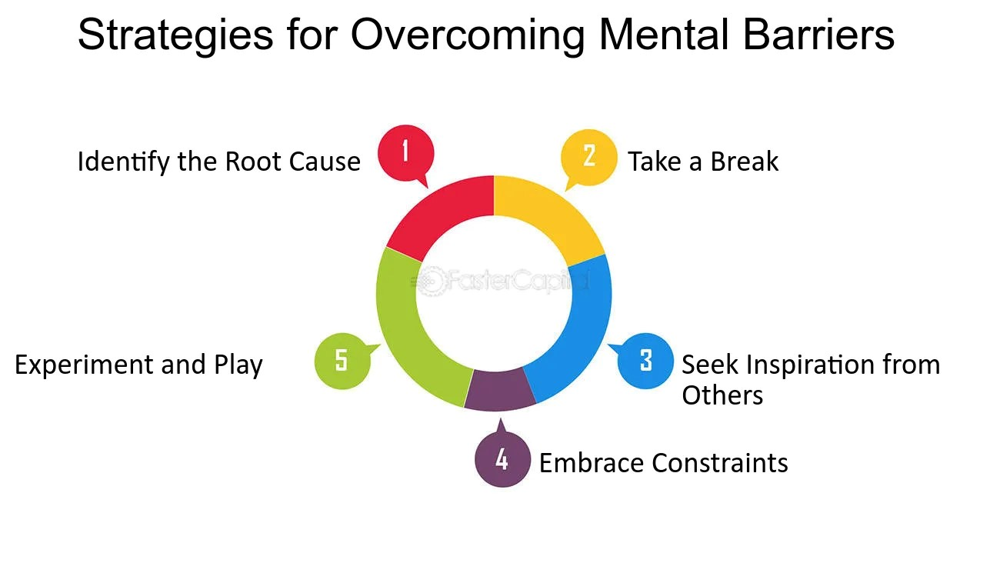 Strategies for Overcoming Mental Barriers
1
Identify the Root Cause
2
Take a Break
3
Seek Inspiration from
Others
4
Embrace Constraints
5
Experiment and Play
FasterCapital